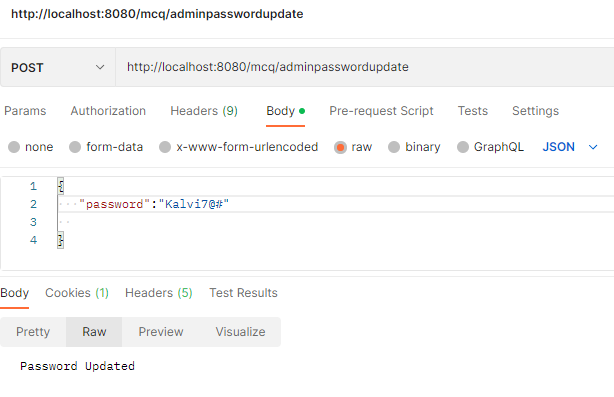 http://localhost:8080/mcq/adminpasswordupdate
POST http://localhost:8080/mcq/adminpasswordupdate
Params Authorization Headers (9) Body Pre-request Script Tests Settings
none form-data x-www-form-urlencoded raw binary GraphQL JSON
1 {
2 "password":"Kalvi7@#"
3
4 }
Body Cookies (1) Headers (5) Test Results
Pretty Raw Preview Visualize
Password Updated